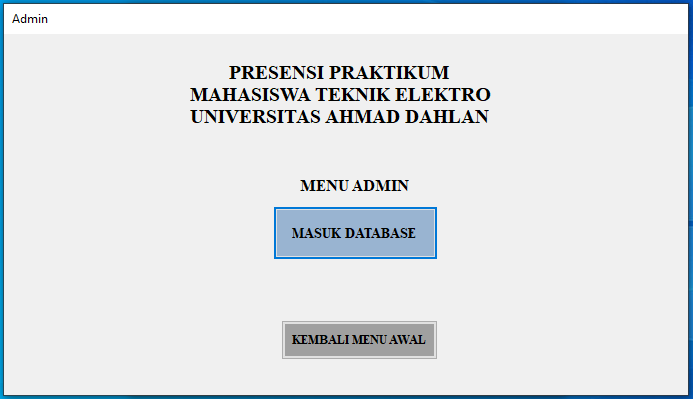 Admin
PRESENSI PRAKTIKUM
MAHASISWA TEKNIK ELEKTRO
UNIVERSITAS AHMAD DAHLAN
MENU ADMIN
MASUK DATABASE
KEMBALI MENU AWAL